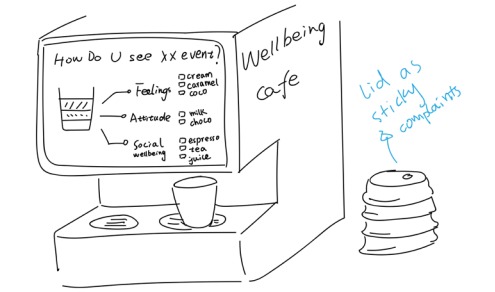 How Do U see XX event?
Feelings
cream
caramel
coco
Attitude
milk
choco
Social
wellbeing
espresso
tea
juice
Wellbeing
cafe
Lid as
sticky
compaints